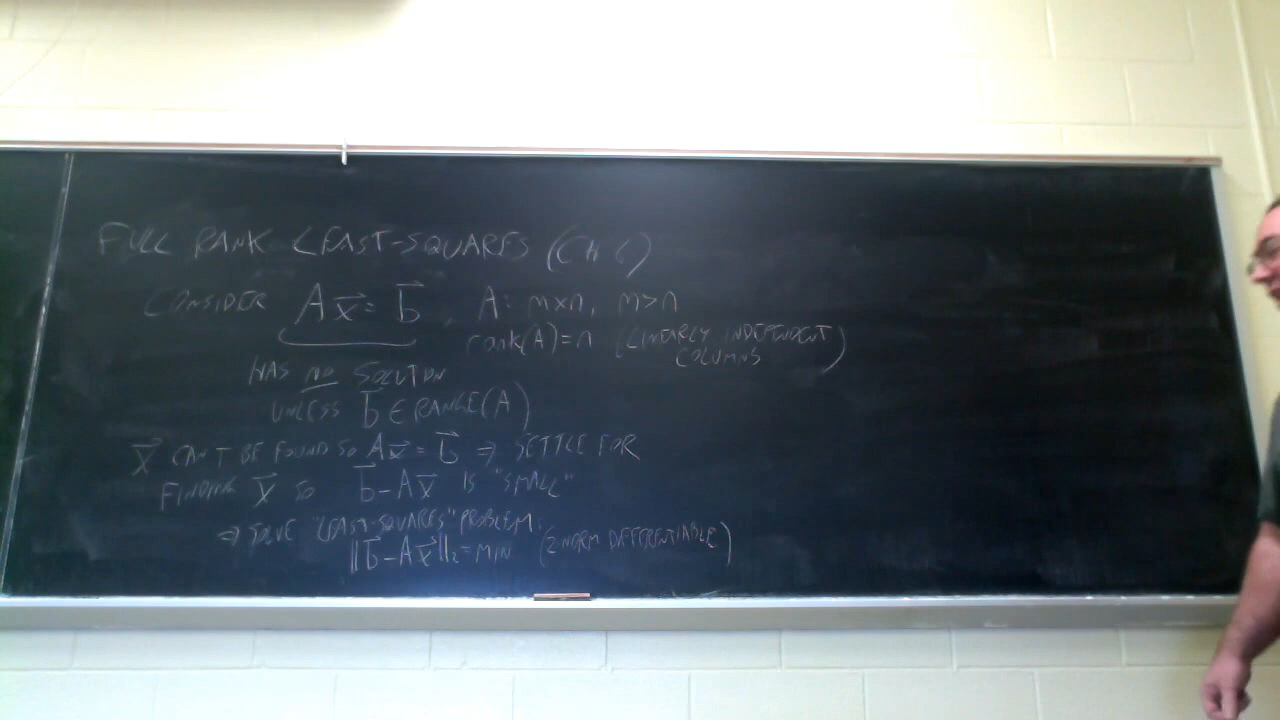 FULL RANK LEAST-SQUARES (CH 6)
CONSIDER Ax⃗ = b⃗, A: m×n, m>n
rank(A) = n (LINEARLY INDEPENDENT
COLUMNS)
HAS NO SOLUTION
UNLESS b⃗ ∈ RANGE(A)
x⃗ CAN'T BE FOUND SO Ax⃗ = b⃗ ⇒ SETTLE FOR
FINDING x⃗ SO b⃗ - Ax⃗ IS "SMALL"
⇒ SOLVE "LEAST-SQUARES" PROBLEM:
||b⃗ - Ax⃗||₂ = MIN (2-NORM DIFFERENTIABLE)